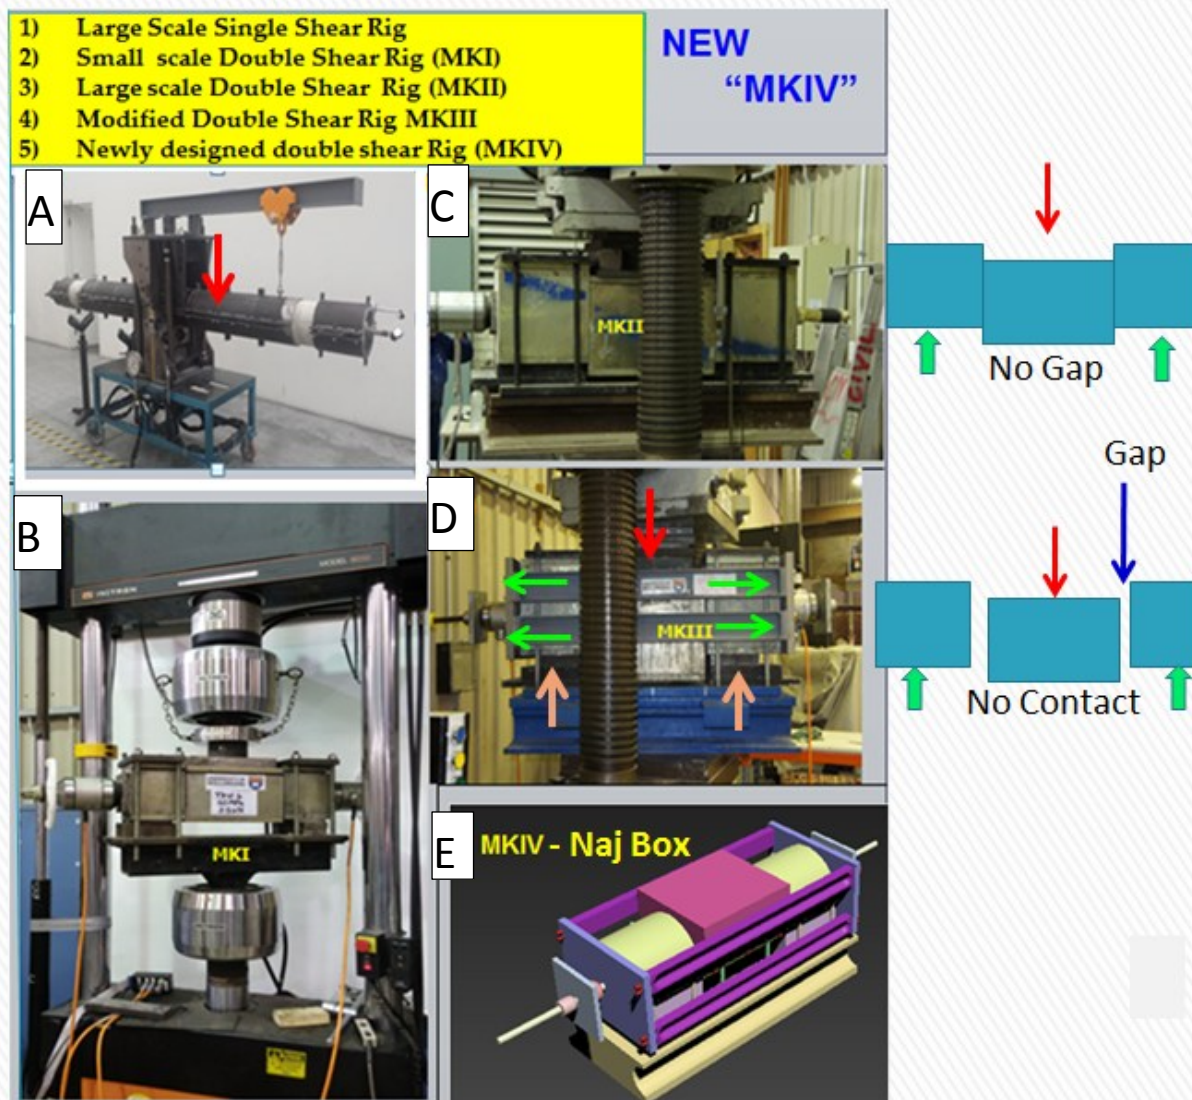 1) Large Scale Single Shear Rig
2) Small scale Double Shear Rig (MKI)
3) Large scale Double Shear Rig (MKII)
4) Modified Double Shear Rig MKIII
5) Newly designed double shear Rig (MKIV)
NEW
“MKIV”
A
C
MKII
CIVIL
No Gap
B
INSTRON
D
MKIII
Gap
No Contact
MKI
E
MKIV - Naj Box